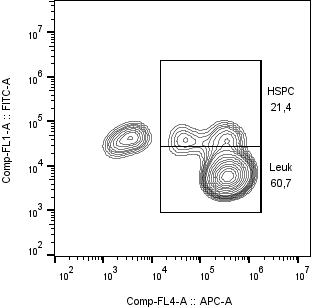 10⁷
10⁶
10⁵
10⁴
10³
10²
Comp-FL1-A :: FITC-A
HSPC
21,4
Leuk
60,7
10² 10³ 10⁴ 10⁵ 10⁶ 10⁷
Comp-FL4-A :: APC-A